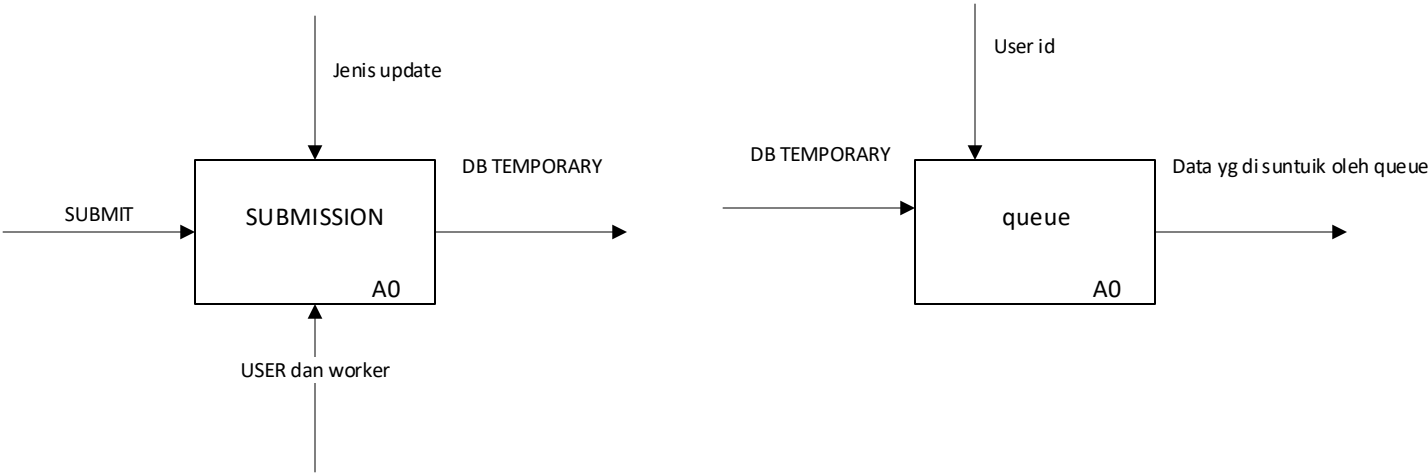 Jenis update
SUBMIT
SUBMISSION
A0
DB TEMPORARY
USER dan worker
User id
DB TEMPORARY
queue
A0
Data yg di suntuik oleh queue